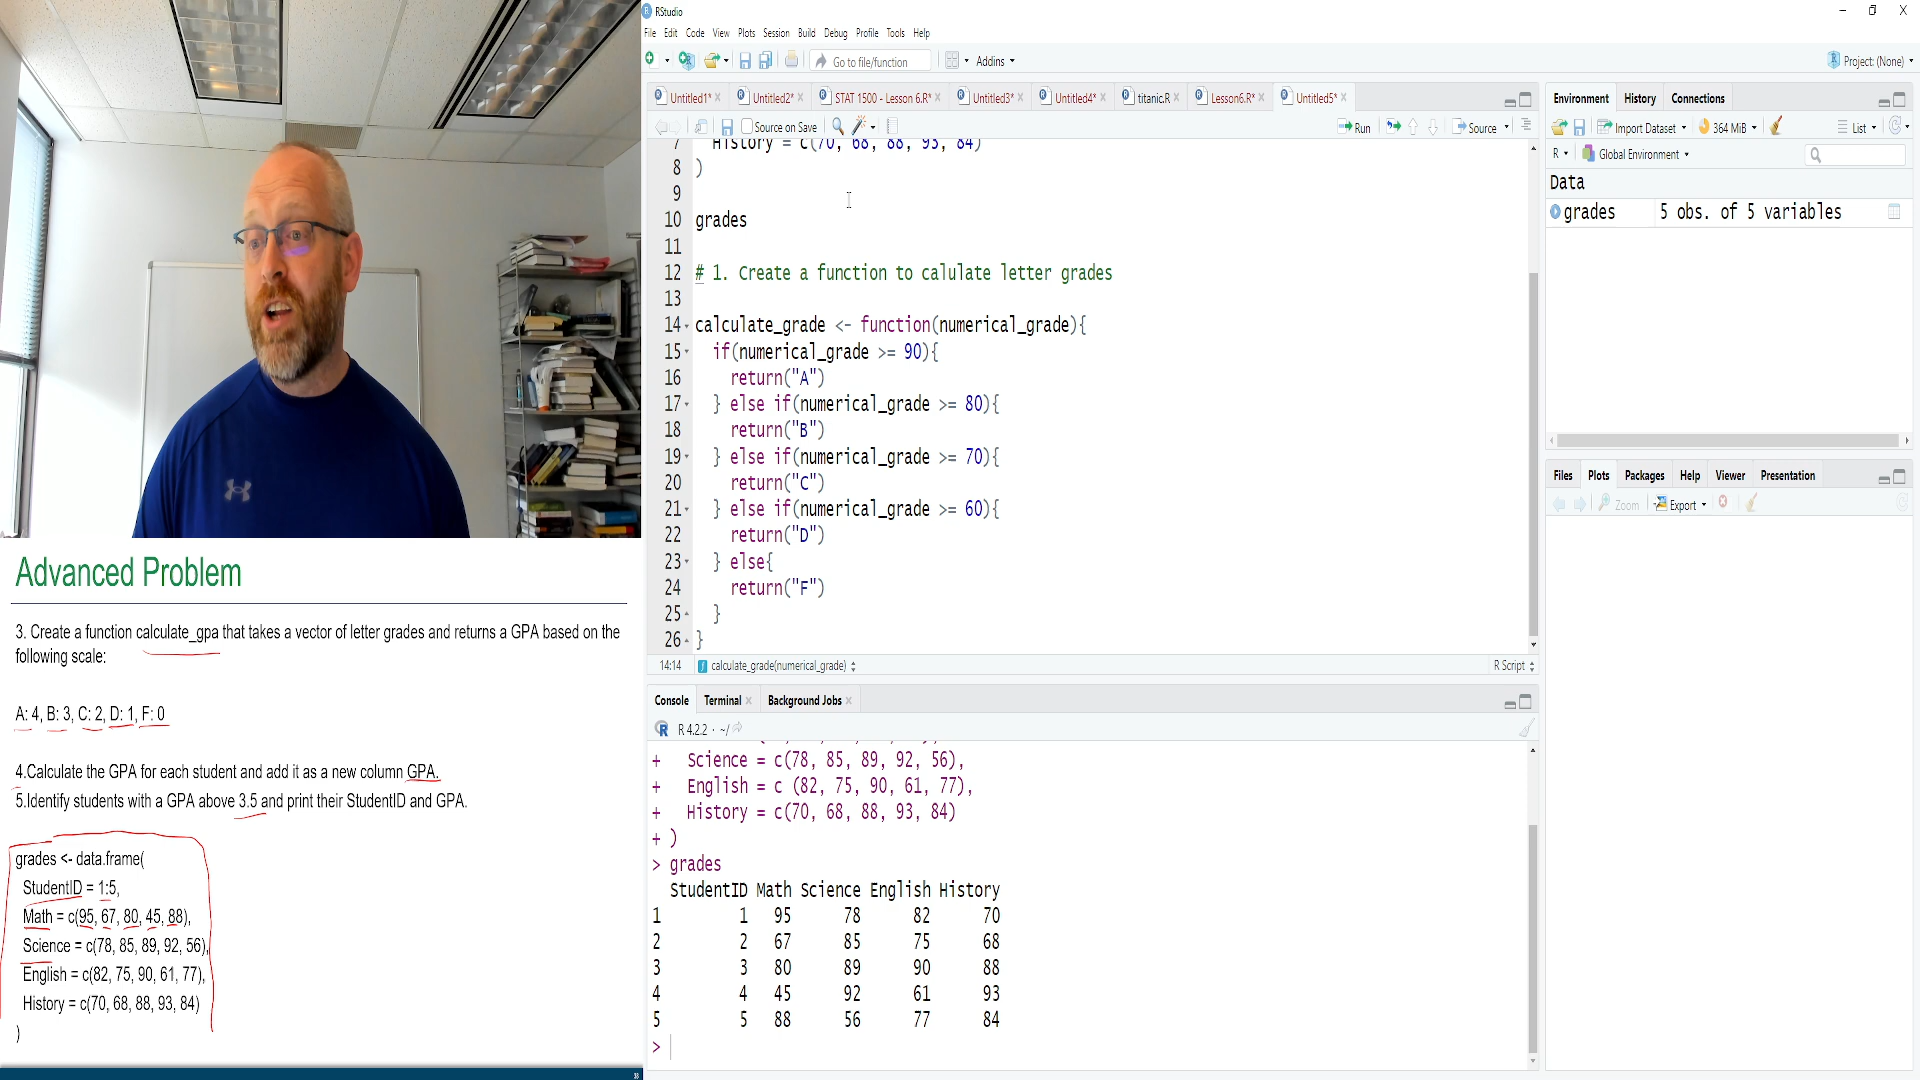 RStudio
File Edit Code View Plots Session Build Debug Profile Tools Help
Go to file/function
Addins
Project: (None)
Untitled1* Untitled2* STAT 1500 - Lesson 6.R* Untitled3* Untitled4* titanic.R Lesson6.R* Untitled5*
Source on Save
Run
Source
7 History = c(70, 68, 88, 93, 84)
8 )
9
10 grades
11
12 # 1. Create a function to calulate letter grades
13
14 calculate_grade <- function(numerical_grade){
15 if(numerical_grade >= 90){
16 return("A")
17 } else if(numerical_grade >= 80){
18 return("B")
19 } else if(numerical_grade >= 70){
20 return("C")
21 } else if(numerical_grade >= 60){
22 return("D")
23 } else{
24 return("F")
25 }
26 }
14:14 calculate_grade(numerical_grade) R Script
Console Terminal Background Jobs
R 4.2.2 · ~/
+ Science = c(78, 85, 89, 92, 56),
+ English = c (82, 75, 90, 61, 77),
+ History = c(70, 68, 88, 93, 84)
+ )
> grades
StudentID Math Science English History
1 1 95 78 82 70
2 2 67 85 75 68
3 3 80 89 90 88
4 4 45 92 61 93
5 5 88 56 77 84
>
Environment History Connections
Import Dataset 364 MiB List
R Global Environment
Data
grades 5 obs. of 5 variables
Files Plots Packages Help Viewer Presentation
Zoom Export
Advanced Problem
3. Create a function calculate_gpa that takes a vector of letter grades and returns a GPA based on the
following scale:
A: 4, B: 3, C: 2, D: 1, F: 0
4.Calculate the GPA for each student and add it as a new column GPA.
5.Identify students with a GPA above 3.5 and print their StudentID and GPA.
grades <- data.frame(
StudentID = 1:5,
Math = c(95, 67, 80, 45, 88),
Science = c(78, 85, 89, 92, 56),
English = c(82, 75, 90, 61, 77),
History = c(70, 68, 88, 93, 84)
)